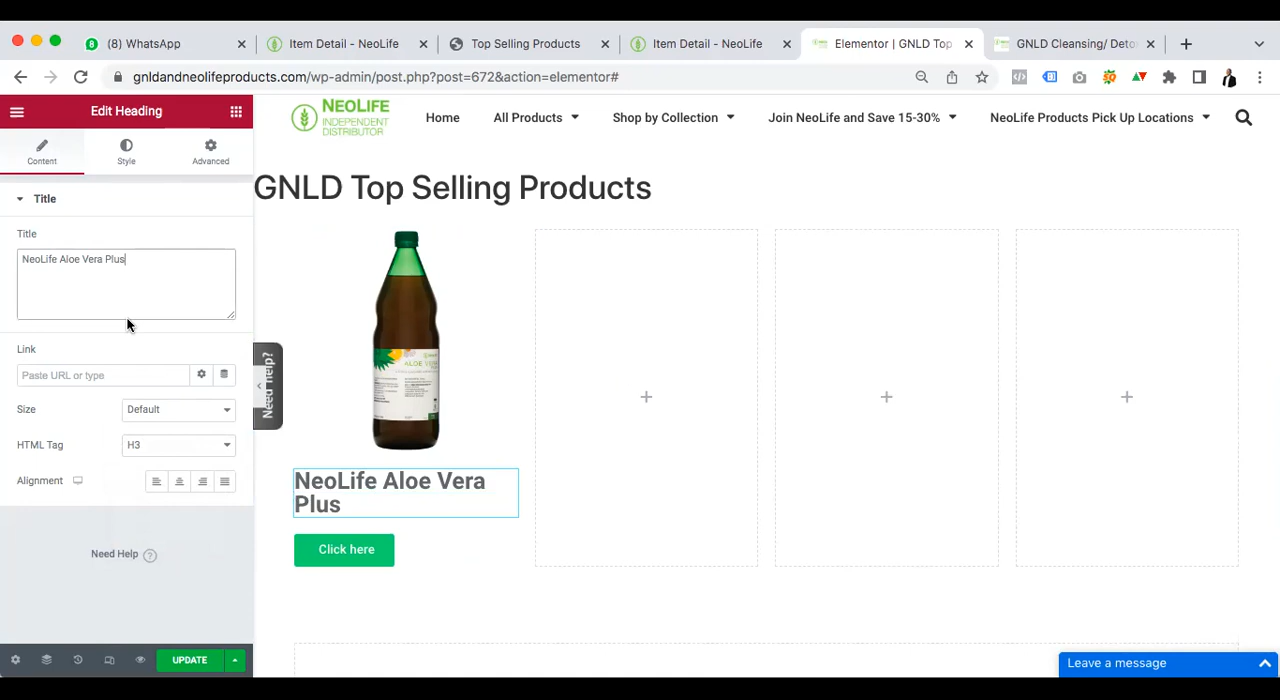 8
(8) WhatsApp
Item Detail - NeoLife
Top Selling Products
Item Detail - NeoLife
Elementor | GNLD Top
GNLD Cleansing/ Deto
gnldandneolifeproducts.com/wp-admin/post.php?post=672&action=elementor#
Edit Heading
NEOLIFE
INDEPENDENT
DISTRIBUTOR
Home
All Products
Shop by Collection
Join NeoLife and Save 15-30%
NeoLife Products Pick Up Locations
Content
Style
Advanced
GNLD Top Selling Products
Title
Title
NeoLife Aloe Vera Plus
Link
Paste URL or type
Need help?
ALOE VERA
Size
Default
HTML Tag
H3
Alignment
NeoLife Aloe Vera
Plus
Click here
Need Help
UPDATE
Leave a message